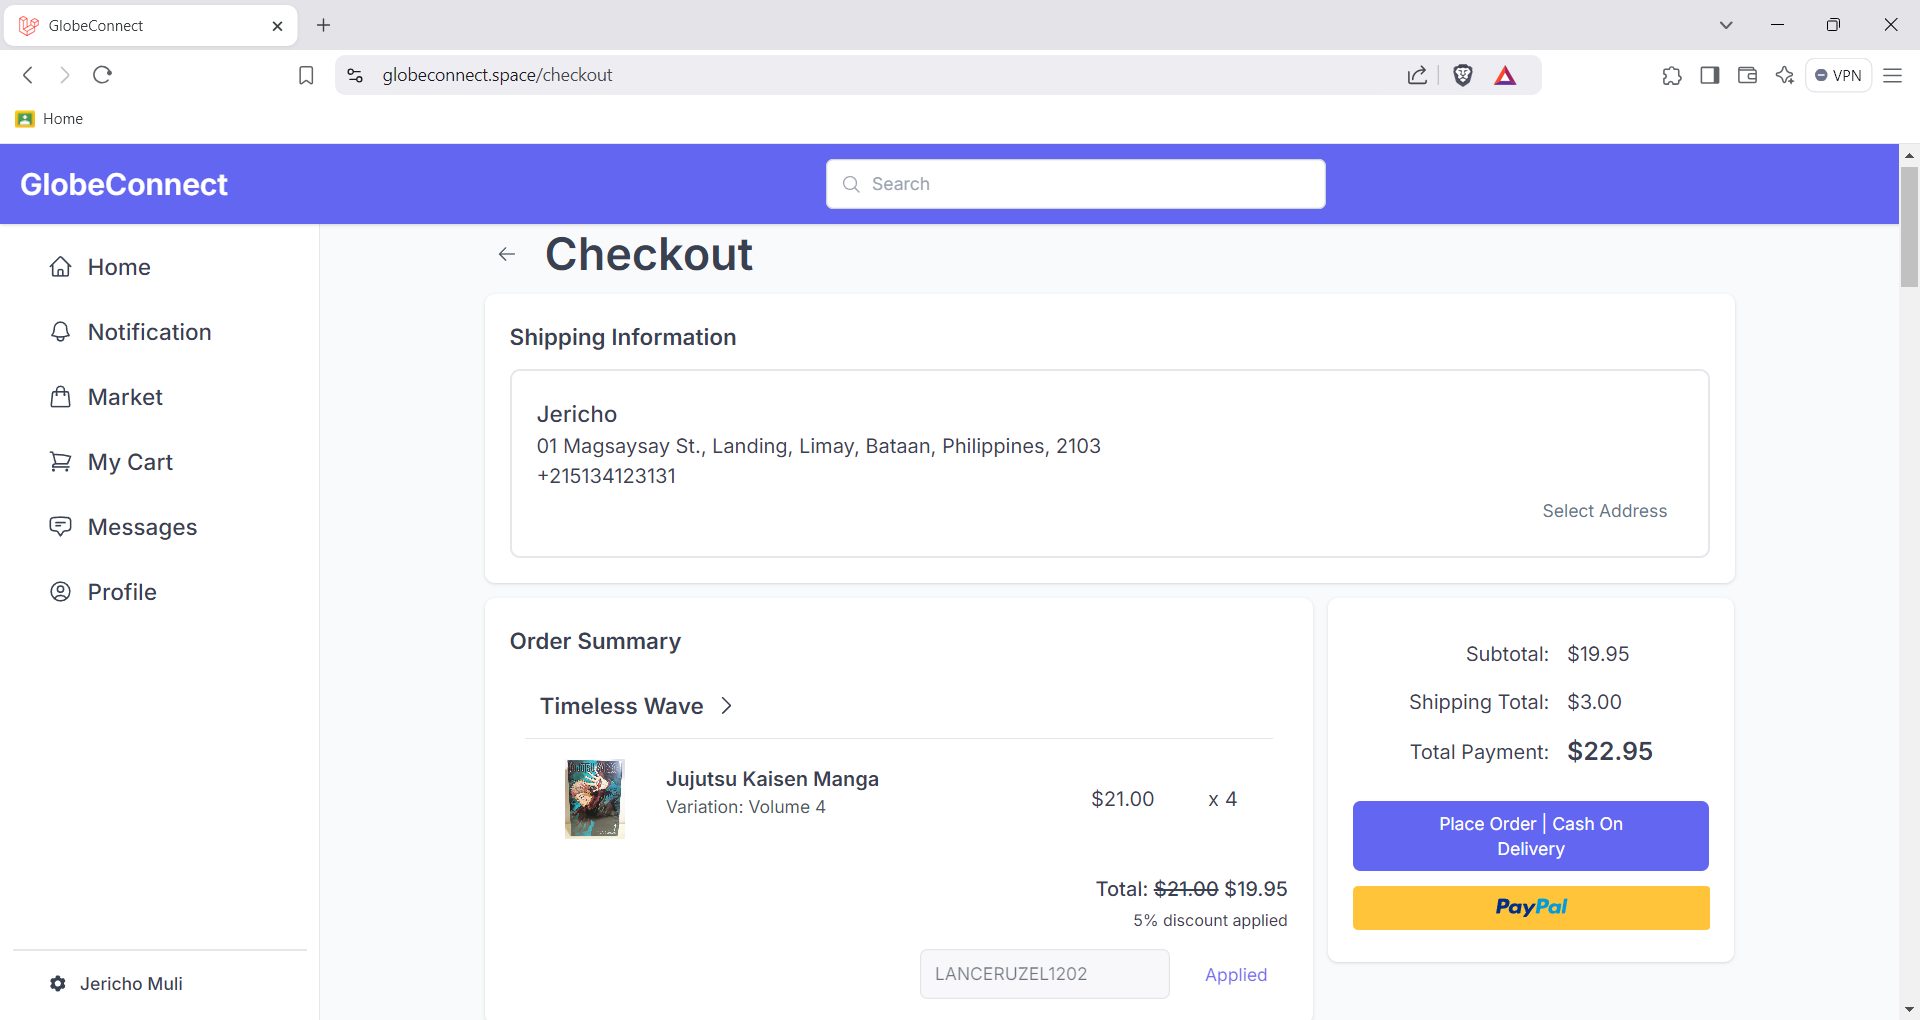 GlobeConnect
globeconnect.space/checkout
VPN
Home
GlobeConnect
Search
Home
Notification
Market
My Cart
Messages
Profile
Jericho Muli
Checkout
Shipping Information
Jericho
01 Magsaysay St., Landing, Limay, Bataan, Philippines, 2103
+215134123131
Select Address
Order Summary
Timeless Wave
Jujutsu Kaisen Manga
Variation: Volume 4
$21.00 x 4
Total: $21.00 $19.95
5% discount applied
LANCERUZEL1202 Applied
Subtotal: $19.95
Shipping Total: $3.00
Total Payment: $22.95
Place Order | Cash On
Delivery
PayPal